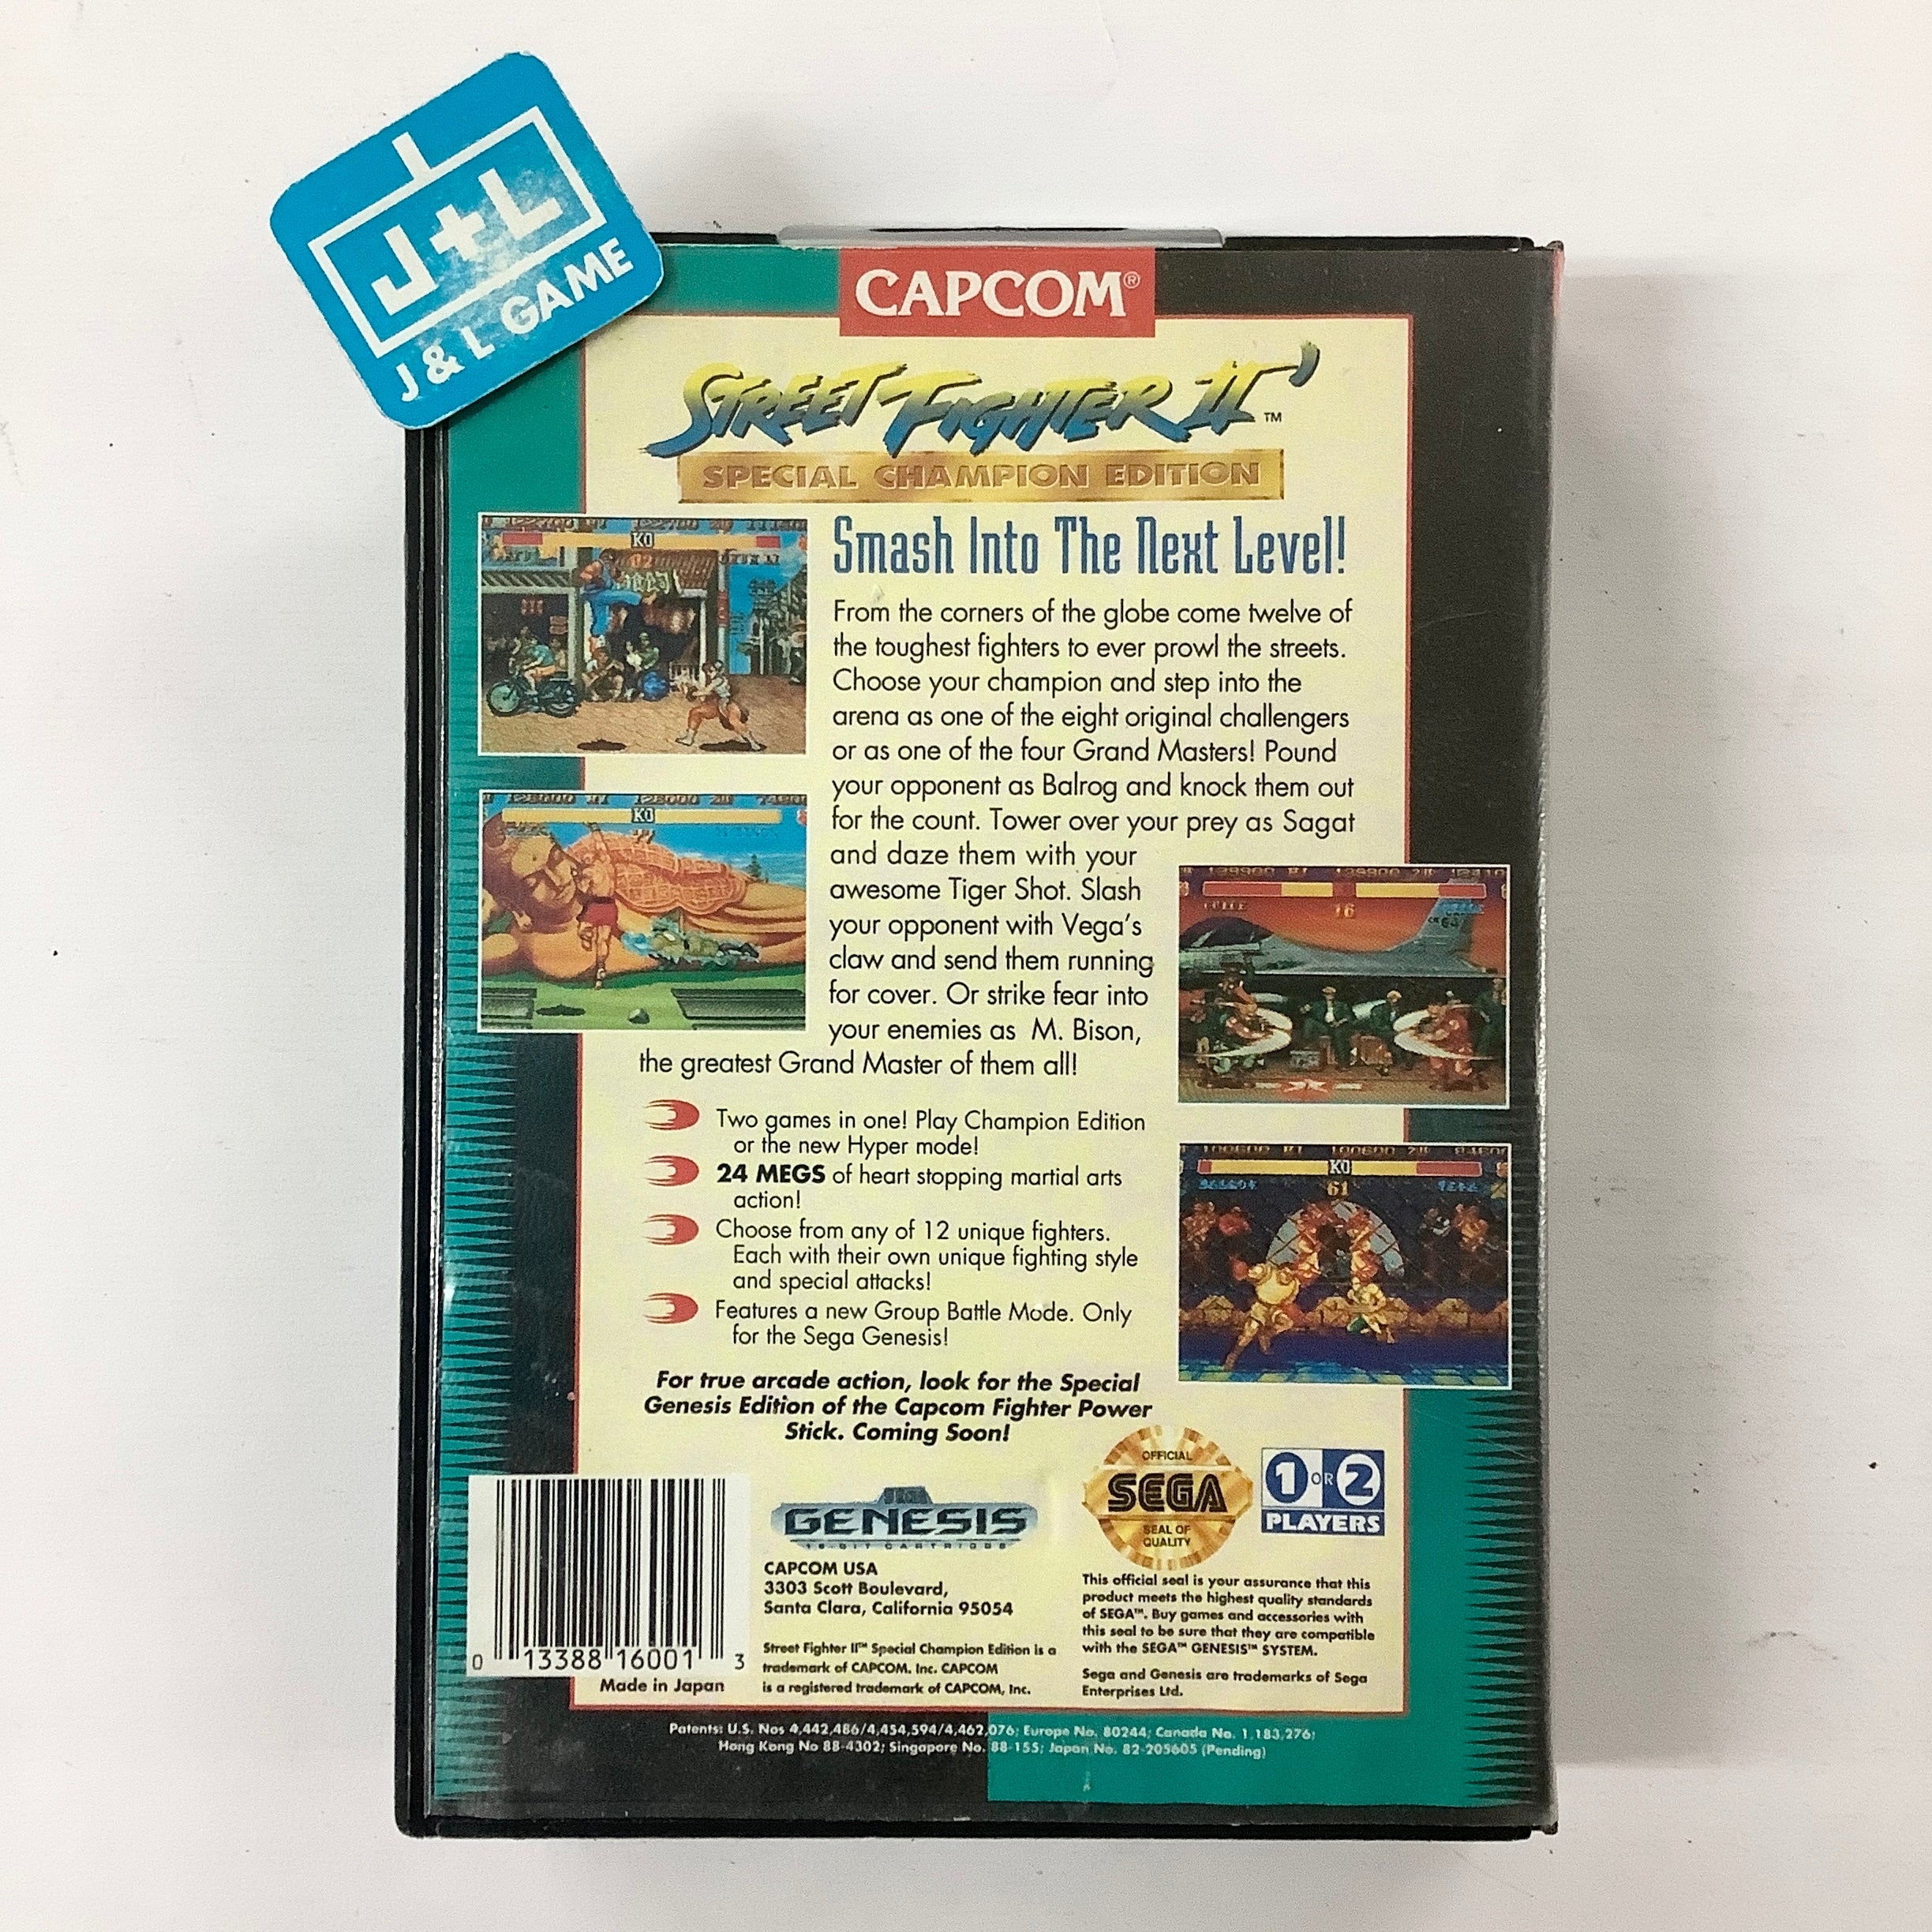 J+L
J & L GAME
CAPCOM®
STREET FIGHTER II' ™
SPECIAL CHAMPION EDITION
Smash Into The Next Level!
From the corners of the globe come twelve of
the toughest fighters to ever prowl the streets.
Choose your champion and step into the
arena as one of the eight original challengers
or as one of the four Grand Masters! Pound
your opponent as Balrog and knock them out
for the count. Tower over your prey as Sagat
and daze them with your
awesome Tiger Shot. Slash
your opponent with Vega's
claw and send them running
for cover. Or strike fear into
your enemies as M. Bison,
the greatest Grand Master of them all!
KO
KO
16
KO
61
Two games in one! Play Champion Edition
or the new Hyper mode!
24 MEGS of heart stopping martial arts
action!
Choose from any of 12 unique fighters.
Each with their own unique fighting style
and special attacks!
Features a new Group Battle Mode. Only
for the Sega Genesis!
For true arcade action, look for the Special
Genesis Edition of the Capcom Fighter Power
Stick. Coming Soon!
0 13388 16001 3
Made in Japan
SEGA
GENESIS
16-BIT CARTRIDGE
CAPCOM USA
3303 Scott Boulevard,
Santa Clara, California 95054
Street Fighter II™ Special Champion Edition is a
trademark of CAPCOM. Inc. CAPCOM
is a registered trademark of CAPCOM, Inc.
OFFICIAL
SEGA
SEAL OF
QUALITY
1 OR 2
PLAYERS
This official seal is your assurance that this
product meets the highest quality standards
of SEGA™. Buy games and accessories with
this seal to be sure that they are compatible
with the SEGA™ GENESIS™ SYSTEM.
Sega and Genesis are trademarks of Sega
Enterprises Ltd.
Patents: U.S. Nos 4,442,486/4,454,594/4,462,076; Europe No. 80244; Canada No. 1,183,276;
Hong Kong No 88-4302; Singapore No. 88-155; Japan No. 82-205605 (Pending)